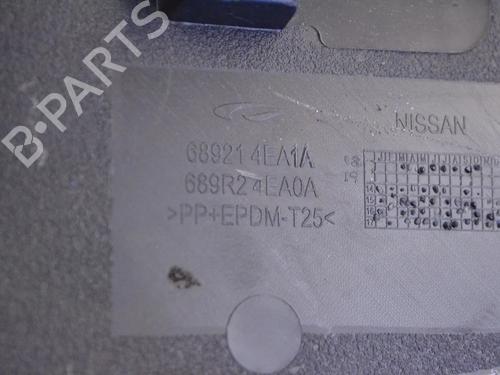 B·PARTS
NISSAN
68921 4EA1A
689R2 4EA0A
>PP+EPDM-T25<